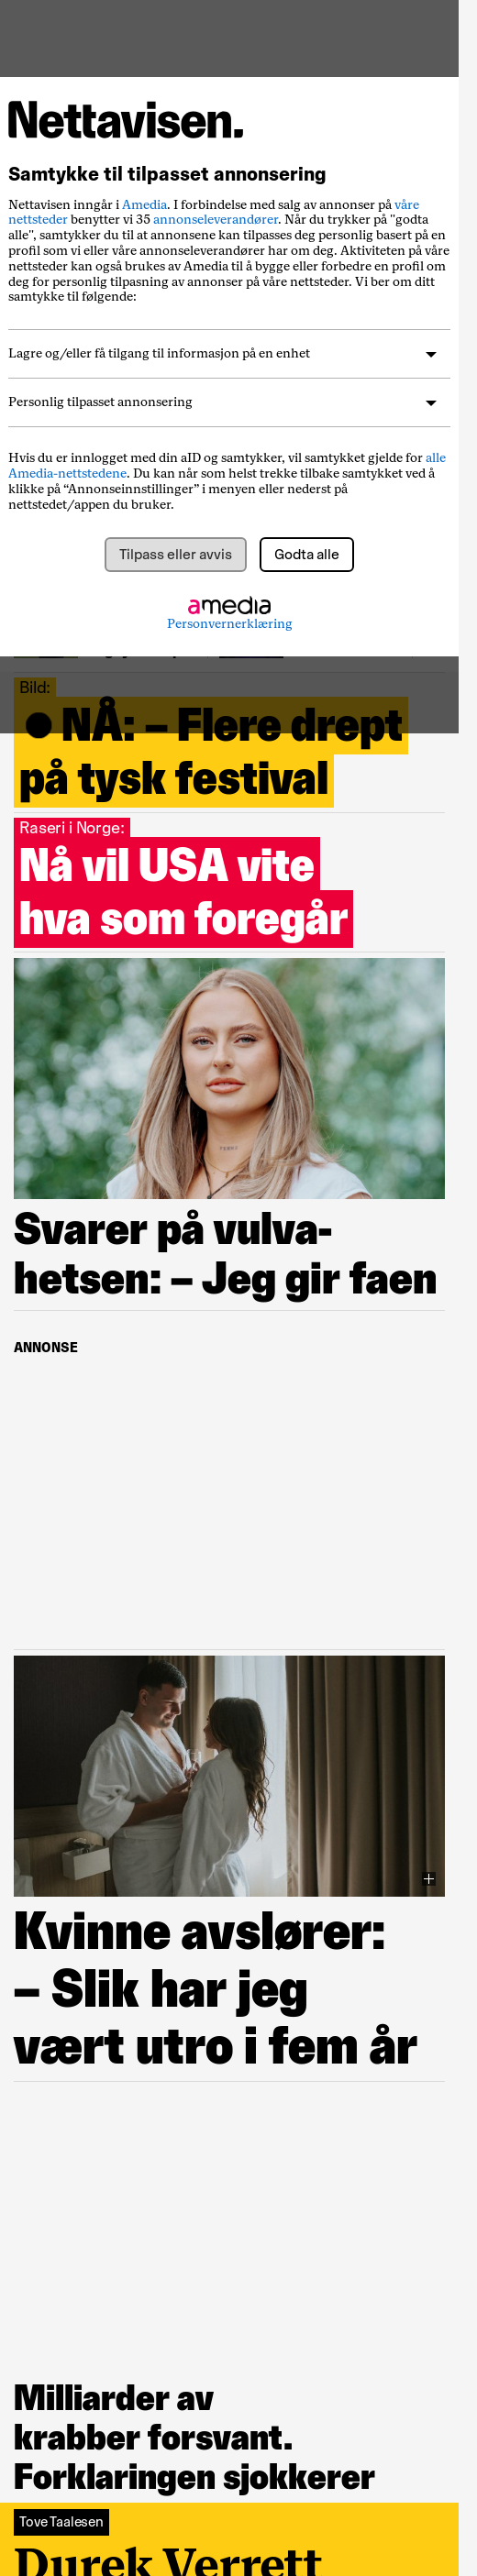 Nettavisen.
Samtykke til tilpasset annonsering
Nettavisen inngår i Amedia. I forbindelse med salg av annonser på våre
nettsteder benytter vi 35 annonseleverandører. Når du trykker på "godta
alle", samtykker du til at annonsene kan tilpasses deg personlig basert på en
profil som vi eller våre annonseleverandører har om deg. Aktiviteten på våre
nettsteder kan også brukes av Amedia til å bygge eller forbedre en profil om
deg for personlig tilpasning av annonser på våre nettsteder. Vi ber om ditt
samtykke til følgende:
Lagre og/eller få tilgang til informasjon på en enhet
Personlig tilpasset annonsering
Hvis du er innlogget med din aID og samtykker, vil samtykket gjelde for alle
Amedia-nettstedene. Du kan når som helst trekke tilbake samtykket ved å
klikke på “Annonseinnstillinger” i menyen eller nederst på
nettstedet/appen du bruker.
Tilpass eller avvis Godta alle
amedia
Personvernerklæring
Bild:
NÅ: – Flere drept
på tysk festival
Raseri i Norge:
Nå vil USA vite
hva som foregår
Svarer på vulva-
hetsen: – Jeg gir faen
ANNONSE
Kvinne avslører:
– Slik har jeg
vært utro i fem år
Milliarder av
krabber forsvant.
Forklaringen sjokkerer
Tove Taalesen
Durek Verrett